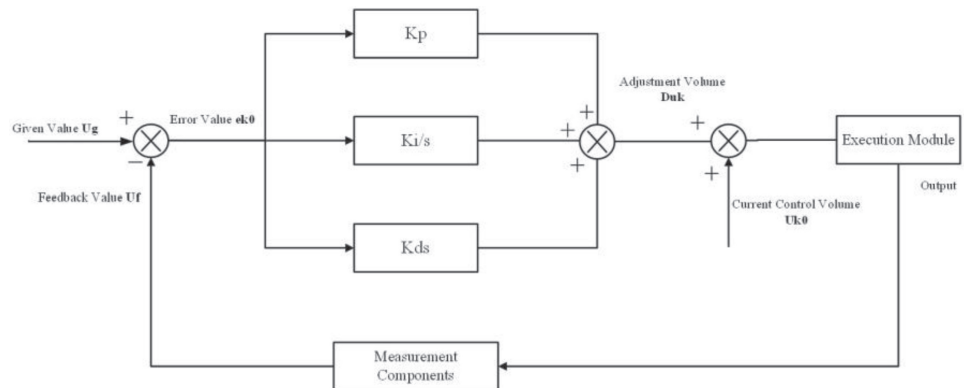 Kp
Adjustment Volume
Duk
+
+
Given Value Ug
Error Value ek0
+
Ki/s
+
Execution Module
−
+
+
Feedback Value Uf
Output
Current Control Volume
Uk0
Kds
Measurement
Components